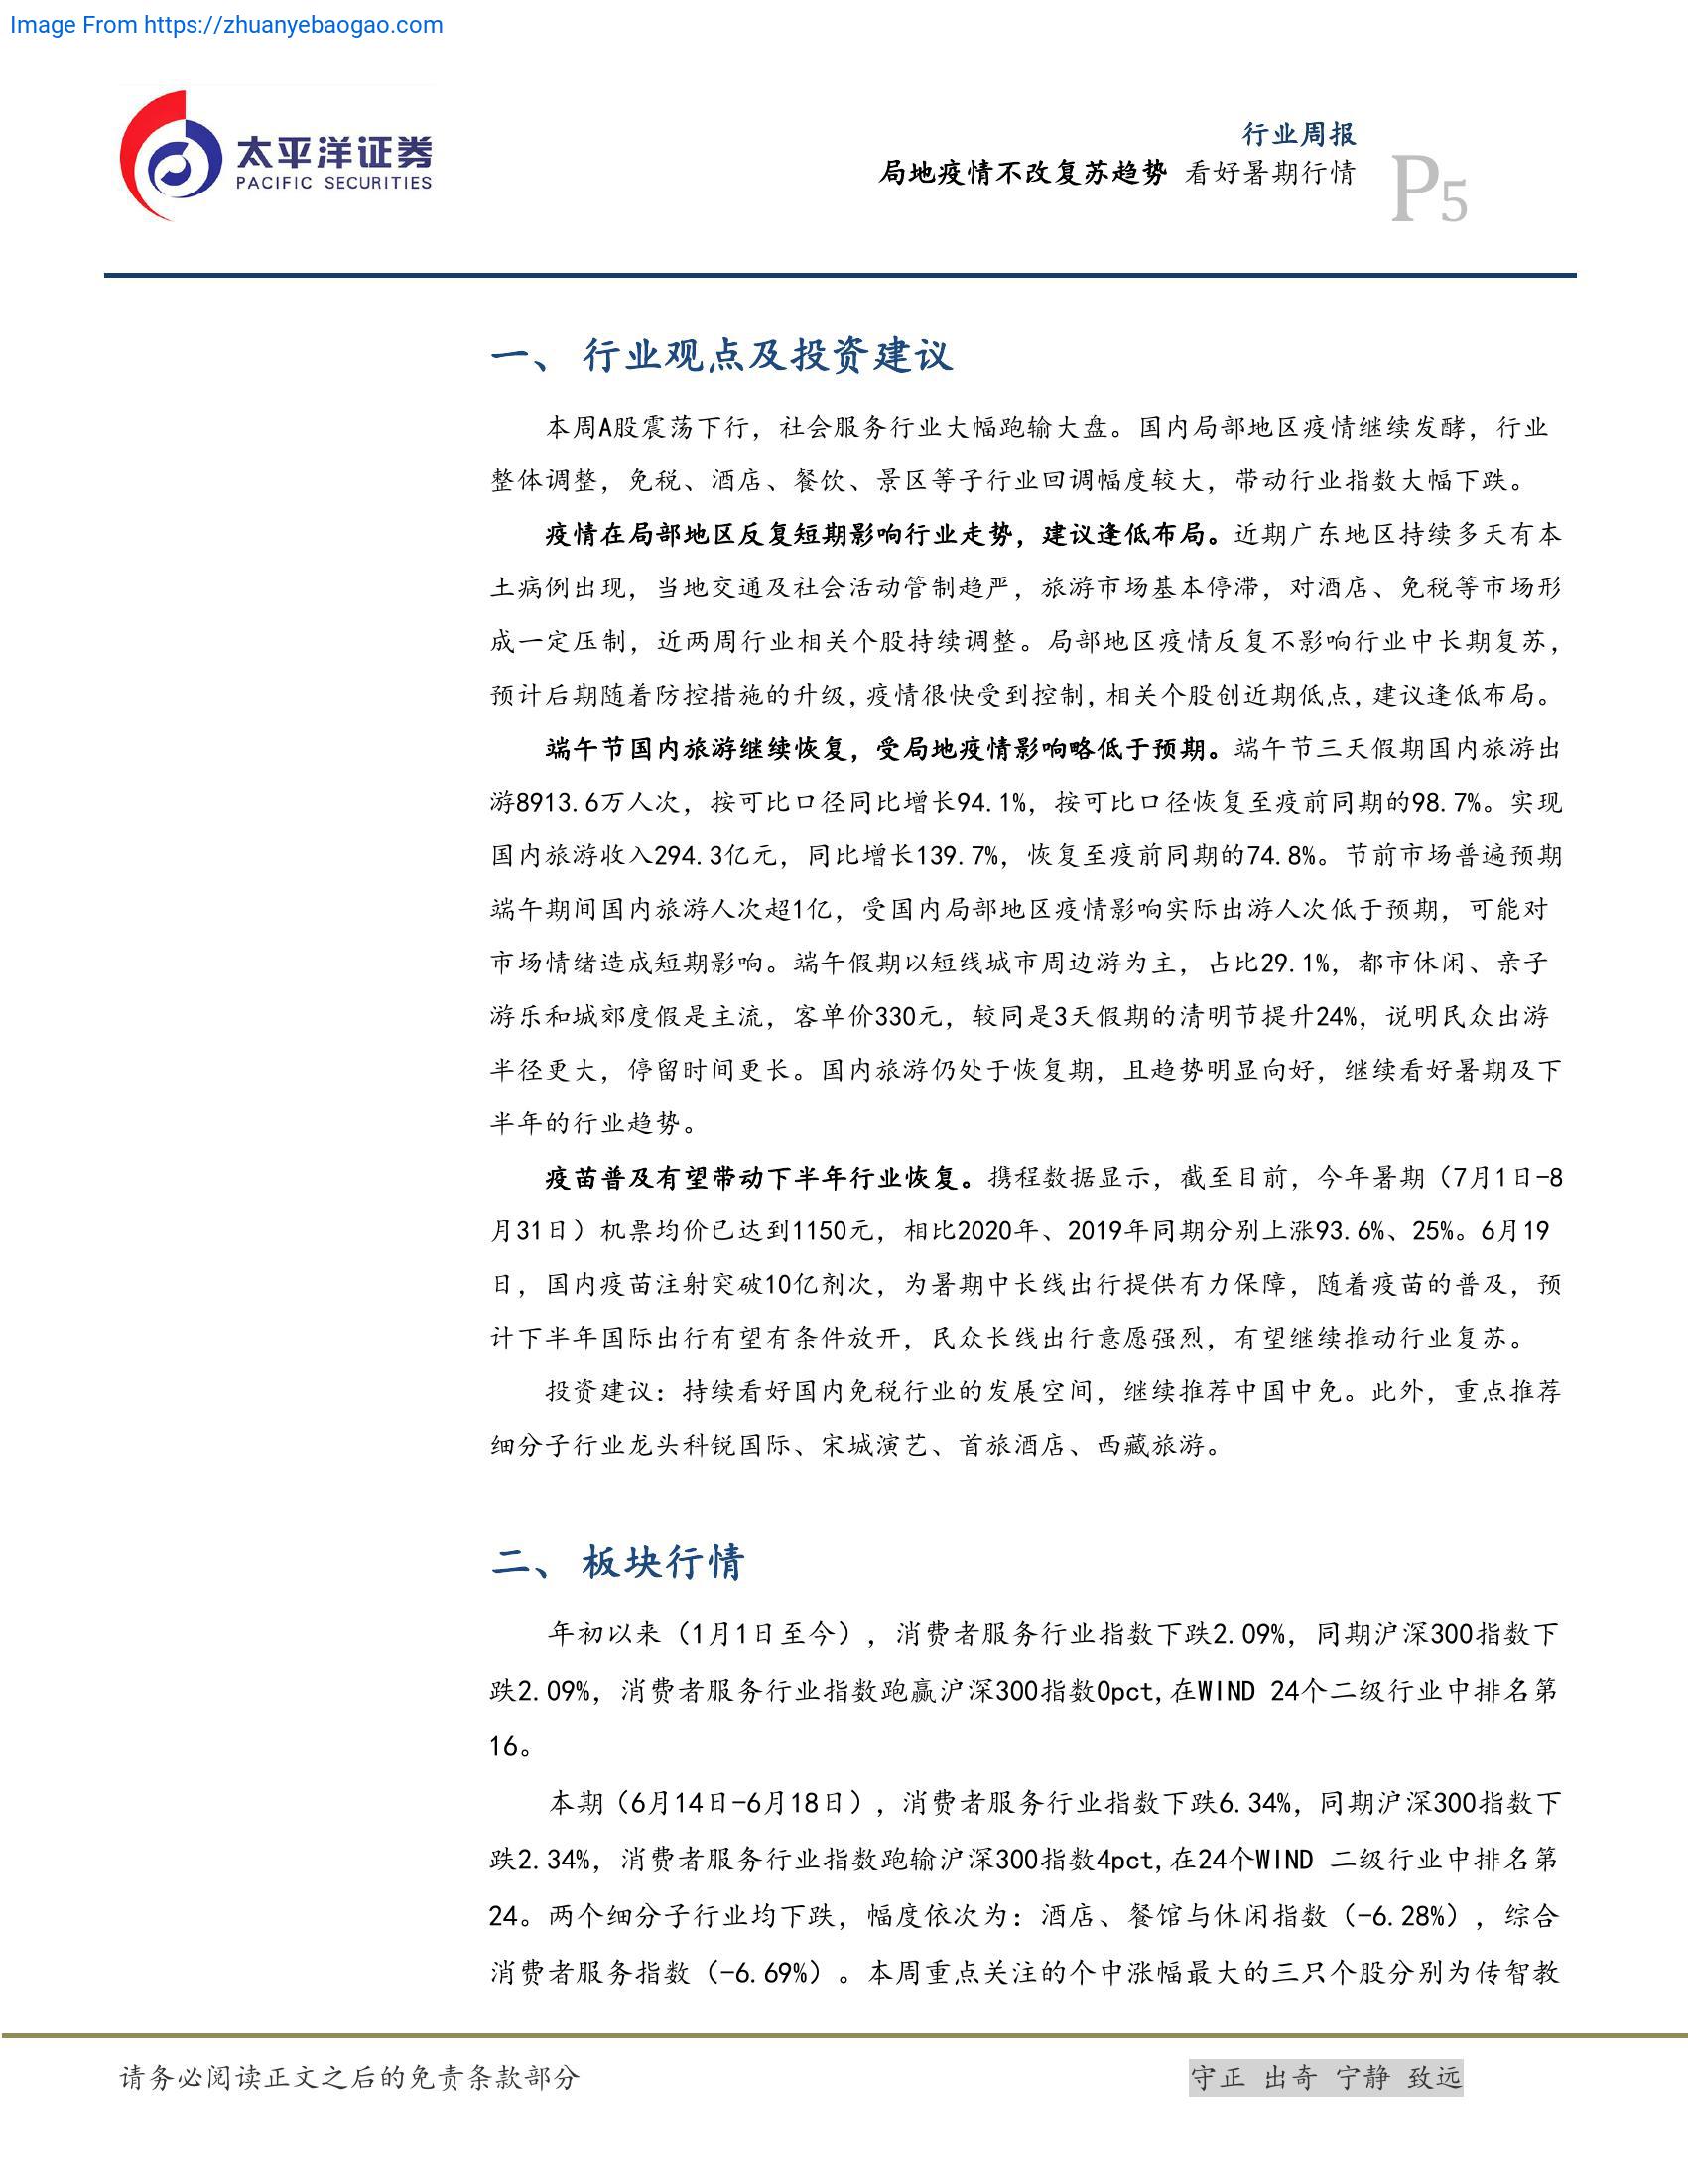 Image From https://zhuanyebaogao.com
太平洋证券
PACIFIC SECURITIES
行业周报
局地疫情不改复苏趋势 看好暑期行情
P5
一、 行业观点及投资建议
本周A股震荡下行，社会服务行业大幅跑输大盘。国内局部地区疫情继续发酵，行业
整体调整，免税、酒店、餐饮、景区等子行业回调幅度较大，带动行业指数大幅下跌。
疫情在局部地区反复短期影响行业走势，建议逢低布局。近期广东地区持续多天有本
土病例出现，当地交通及社会活动管制趋严，旅游市场基本停滞，对酒店、免税等市场形
成一定压制，近两周行业相关个股持续调整。局部地区疫情反复不影响行业中长期复苏，
预计后期随着防控措施的升级，疫情很快受到控制，相关个股创近期低点，建议逢低布局。
端午节国内旅游继续恢复，受局地疫情影响略低于预期。端午节三天假期国内旅游出
游8913.6万人次，按可比口径同比增长94.1%，按可比口径恢复至疫前同期的98.7%。实现
国内旅游收入294.3亿元，同比增长139.7%，恢复至疫前同期的74.8%。节前市场普遍预期
端午期间国内旅游人次超1亿，受国内局部地区疫情影响实际出游人次低于预期，可能对
市场情绪造成短期影响。端午假期以短线城市周边游为主，占比29.1%，都市休闲、亲子
游乐和城郊度假是主流，客单价330元，较同是3天假期的清明节提升24%，说明民众出游
半径更大，停留时间更长。国内旅游仍处于恢复期，且趋势明显向好，继续看好暑期及下
半年的行业趋势。
疫苗普及有望带动下半年行业恢复。携程数据显示，截至目前，今年暑期（7月1日-8
月31日）机票均价已达到1150元，相比2020年、2019年同期分别上涨93.6%、25%。6月19
日，国内疫苗注射突破10亿剂次，为暑期中长线出行提供有力保障，随着疫苗的普及，预
计下半年国际出行有望有条件放开，民众长线出行意愿强烈，有望继续推动行业复苏。
投资建议：持续看好国内免税行业的发展空间，继续推荐中国中免。此外，重点推荐
细分子行业龙头科锐国际、宋城演艺、首旅酒店、西藏旅游。
二、 板块行情
年初以来（1月1日至今），消费者服务行业指数下跌2.09%，同期沪深300指数下
跌2.09%，消费者服务行业指数跑赢沪深300指数0pct,在WIND 24个二级行业中排名第
16。
本期（6月14日-6月18日），消费者服务行业指数下跌6.34%，同期沪深300指数下
跌2.34%，消费者服务行业指数跑输沪深300指数4pct,在24个WIND 二级行业中排名第
24。两个细分子行业均下跌，幅度依次为：酒店、餐馆与休闲指数（-6.28%），综合
消费者服务指数（-6.69%）。本周重点关注的个中涨幅最大的三只个股分别为传智教
请务必阅读正文之后的免责条款部分
守正 出奇 宁静 致远